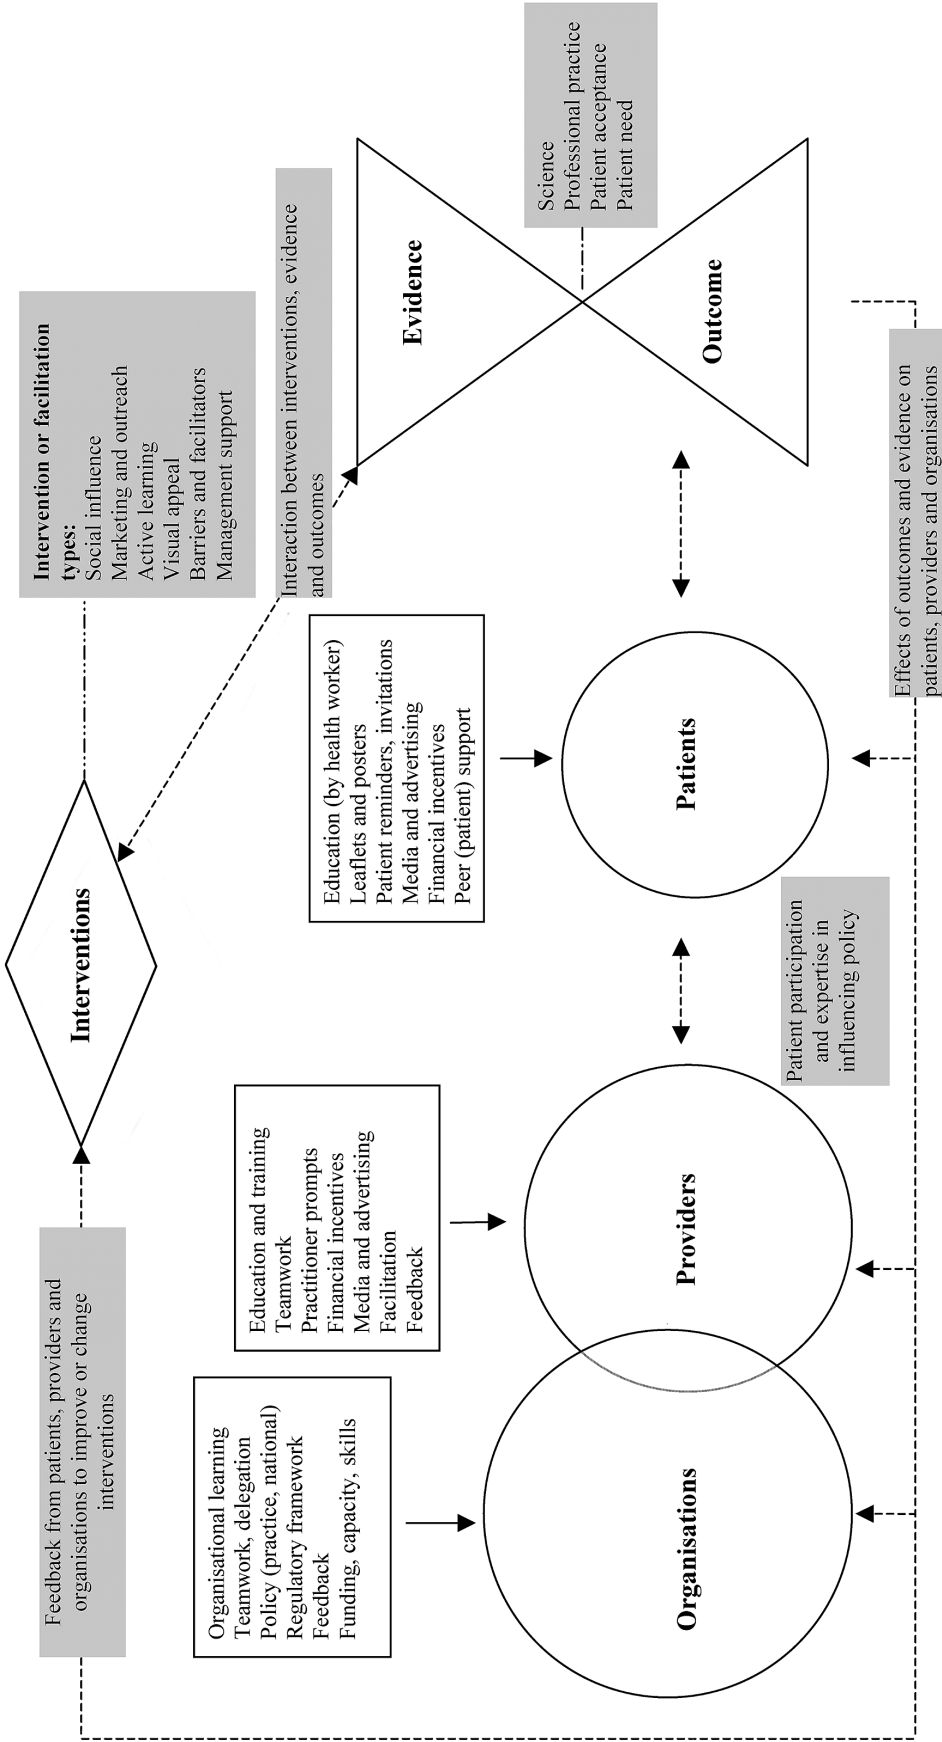 Feedback from patients, providers and
organisations to improve or change
interventions
Interventions
Intervention or facilitation
types:
Social influence
Marketing and outreach
Active learning
Visual appeal
Barriers and facilitators
Management support
Organisational learning
Teamwork, delegation
Policy (practice, national)
Regulatory framework
Feedback
Funding, capacity, skills
Education and training
Teamwork
Practitioner prompts
Financial incentives
Media and advertising
Facilitation
Feedback
Education (by health worker)
Leaflets and posters
Patient reminders, invitations
Media and advertising
Financial incentives
Peer (patient) support
Interaction between interventions, evidence
and outcomes
Evidence
Science
Professional practice
Patient acceptance
Patient need
Outcome
Organisations
Providers
Patients
Patient participation
and expertise in
influencing policy
Effects of outcomes and evidence on
patients, providers and organisations